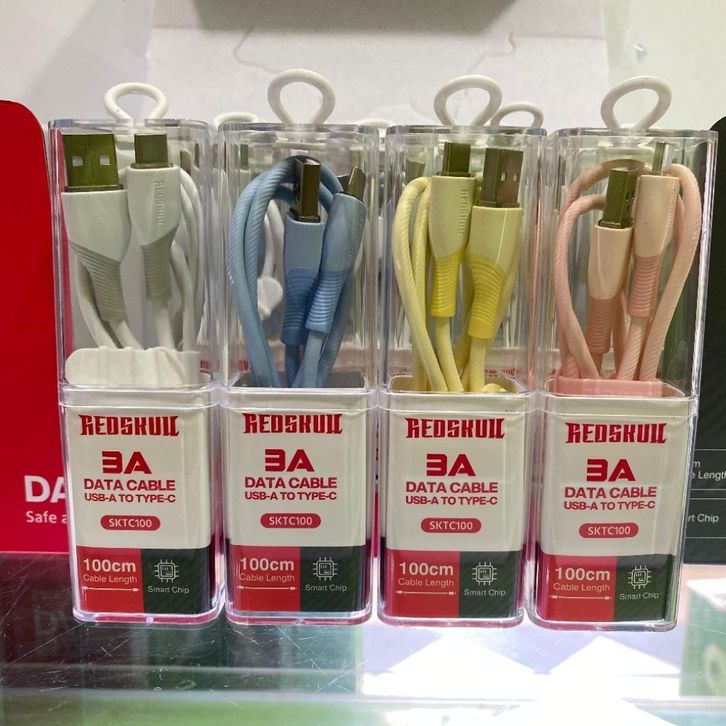 REDSKULL
3A
DATA CABLE
USB-A TO TYPE-C
SKTC100
100cm
Cable Length
Smart Chip
REDSKULL
3A
DATA CABLE
USB-A TO TYPE-C
SKTC100
100cm
Cable Length
Smart Chip
REDSKULL
3A
DATA CABLE
USB-A TO TYPE-C
SKTC100
100cm
Cable Length
Smart Chip
REDSKULL
3A
DATA CABLE
USB-A TO TYPE-C
SKTC100
100cm
Cable Length
Smart Chip
DA
Safe a
Length
rt Chip
REDSKULL